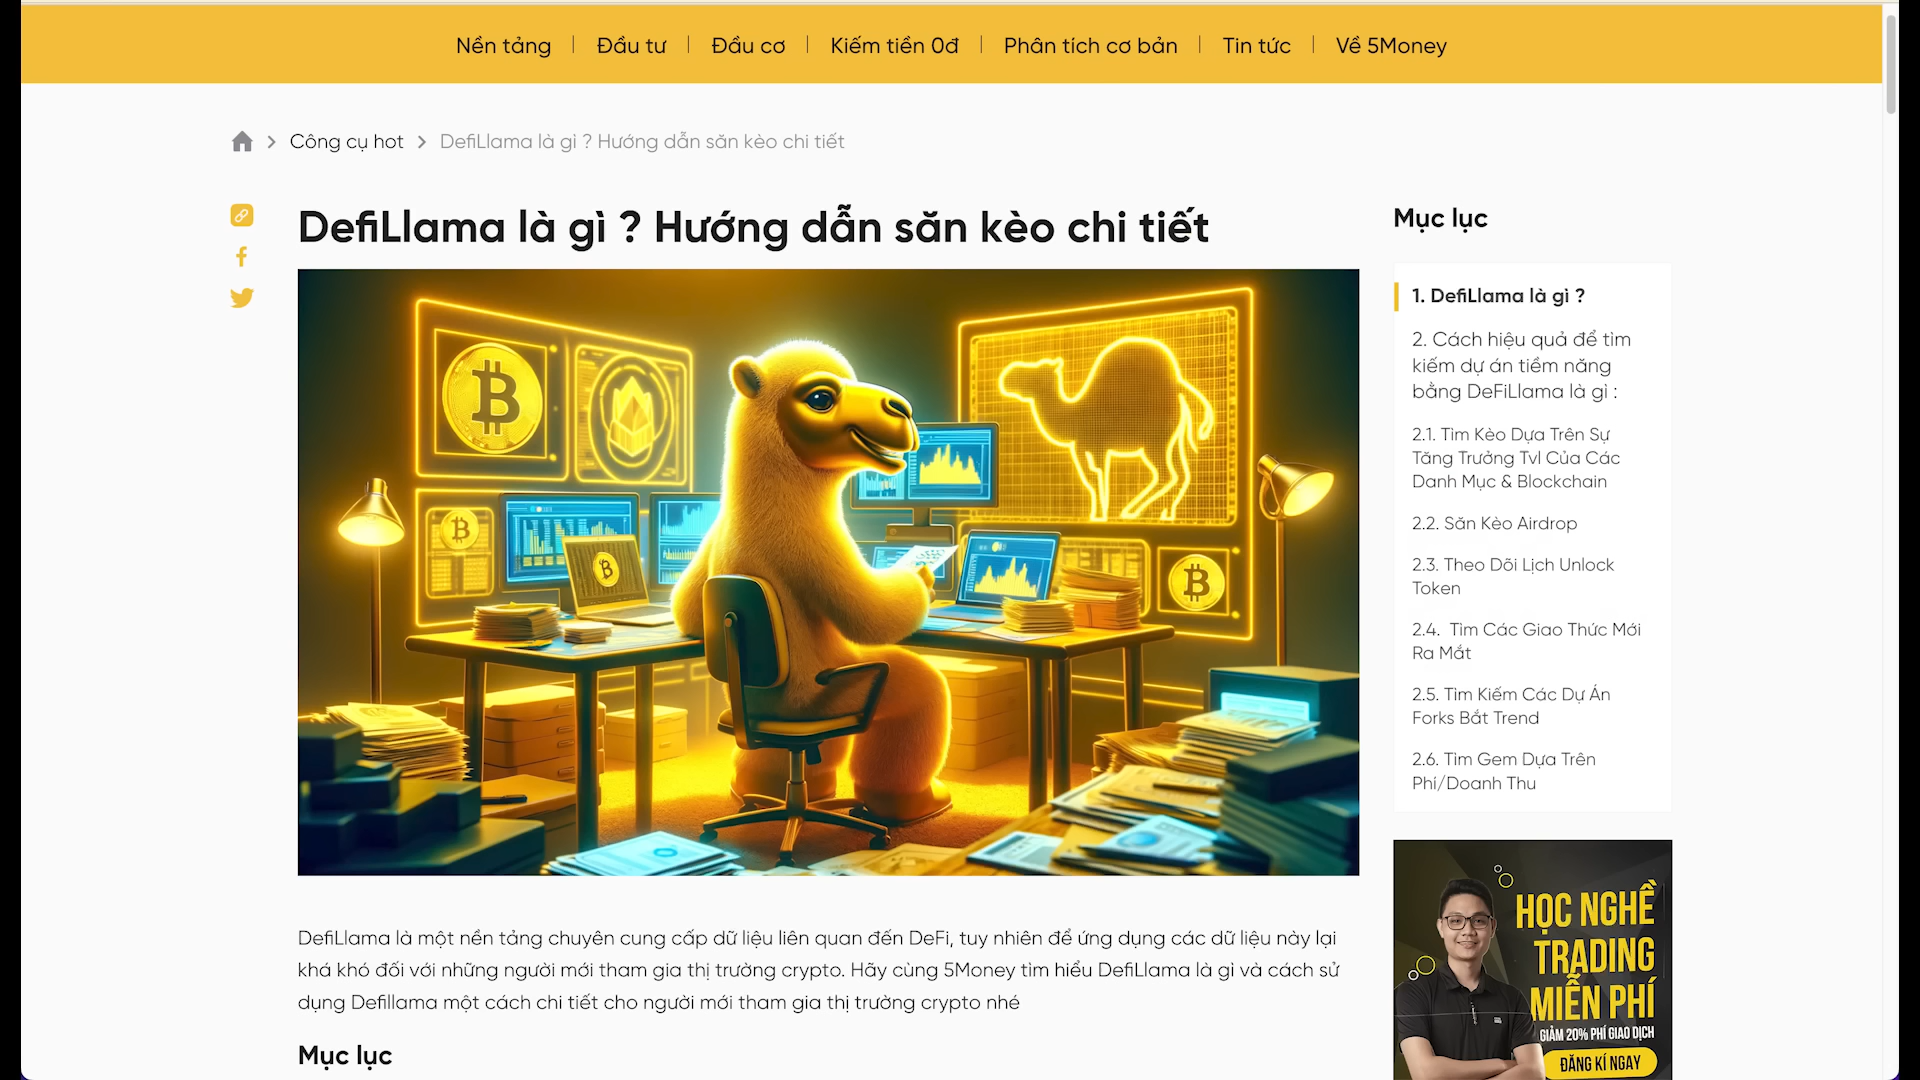 Nền tảng | Đầu tư | Đầu cơ | Kiếm tiền 0đ | Phân tích cơ bản | Tin tức | Về 5Money
Công cụ hot > DefiLlama là gì ? Hướng dẫn săn kèo chi tiết
DefiLlama là gì ? Hướng dẫn săn kèo chi tiết
DefiLlama là một nền tảng chuyên cung cấp dữ liệu liên quan đến DeFi, tuy nhiên để ứng dụng các dữ liệu này lại
khá khó đối với những người mới tham gia thị trường crypto. Hãy cùng 5Money tìm hiểu DefiLlama là gì và cách sử
dụng Defillama một cách chi tiết cho người mới tham gia thị trường crypto nhé
Mục lục
Mục lục
1. DefiLlama là gì ?
2. Cách hiệu quả để tìm
kiếm dự án tiềm năng
bằng DeFiLlama là gì :
2.1. Tìm Kèo Dựa Trên Sự
Tăng Trưởng Tvl Của Các
Danh Mục & Blockchain
2.2. Săn Kèo Airdrop
2.3. Theo Dõi Lịch Unlock
Token
2.4. Tìm Các Giao Thức Mới
Ra Mắt
2.5. Tìm Kiếm Các Dự Án
Forks Bắt Trend
2.6. Tìm Gem Dựa Trên
Phí/Doanh Thu
HỌC NGHỀ
TRADING
MIỄN PHÍ
GIẢM 20% PHÍ GIAO DỊCH
ĐĂNG KÍ NGAY